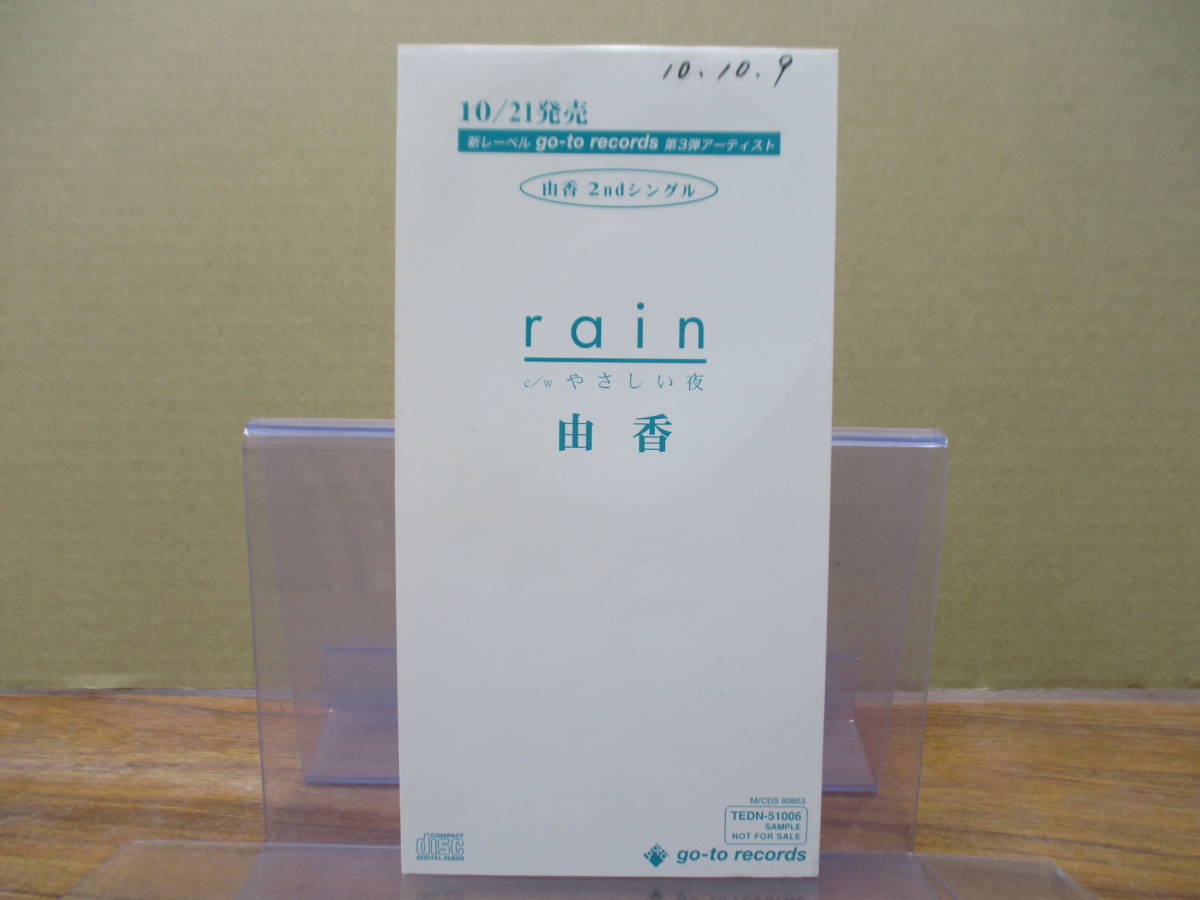 10.10.9
10/21発売
新レーベル go-to records 第3弾アーティスト
由香 2ndシングル
rain
c/w やさしい夜
由香
M/CDS 80803
TEDN-51006
SAMPLE
NOT FOR SALE
COMPACT
disc
DIGITAL AUDIO
go-to records